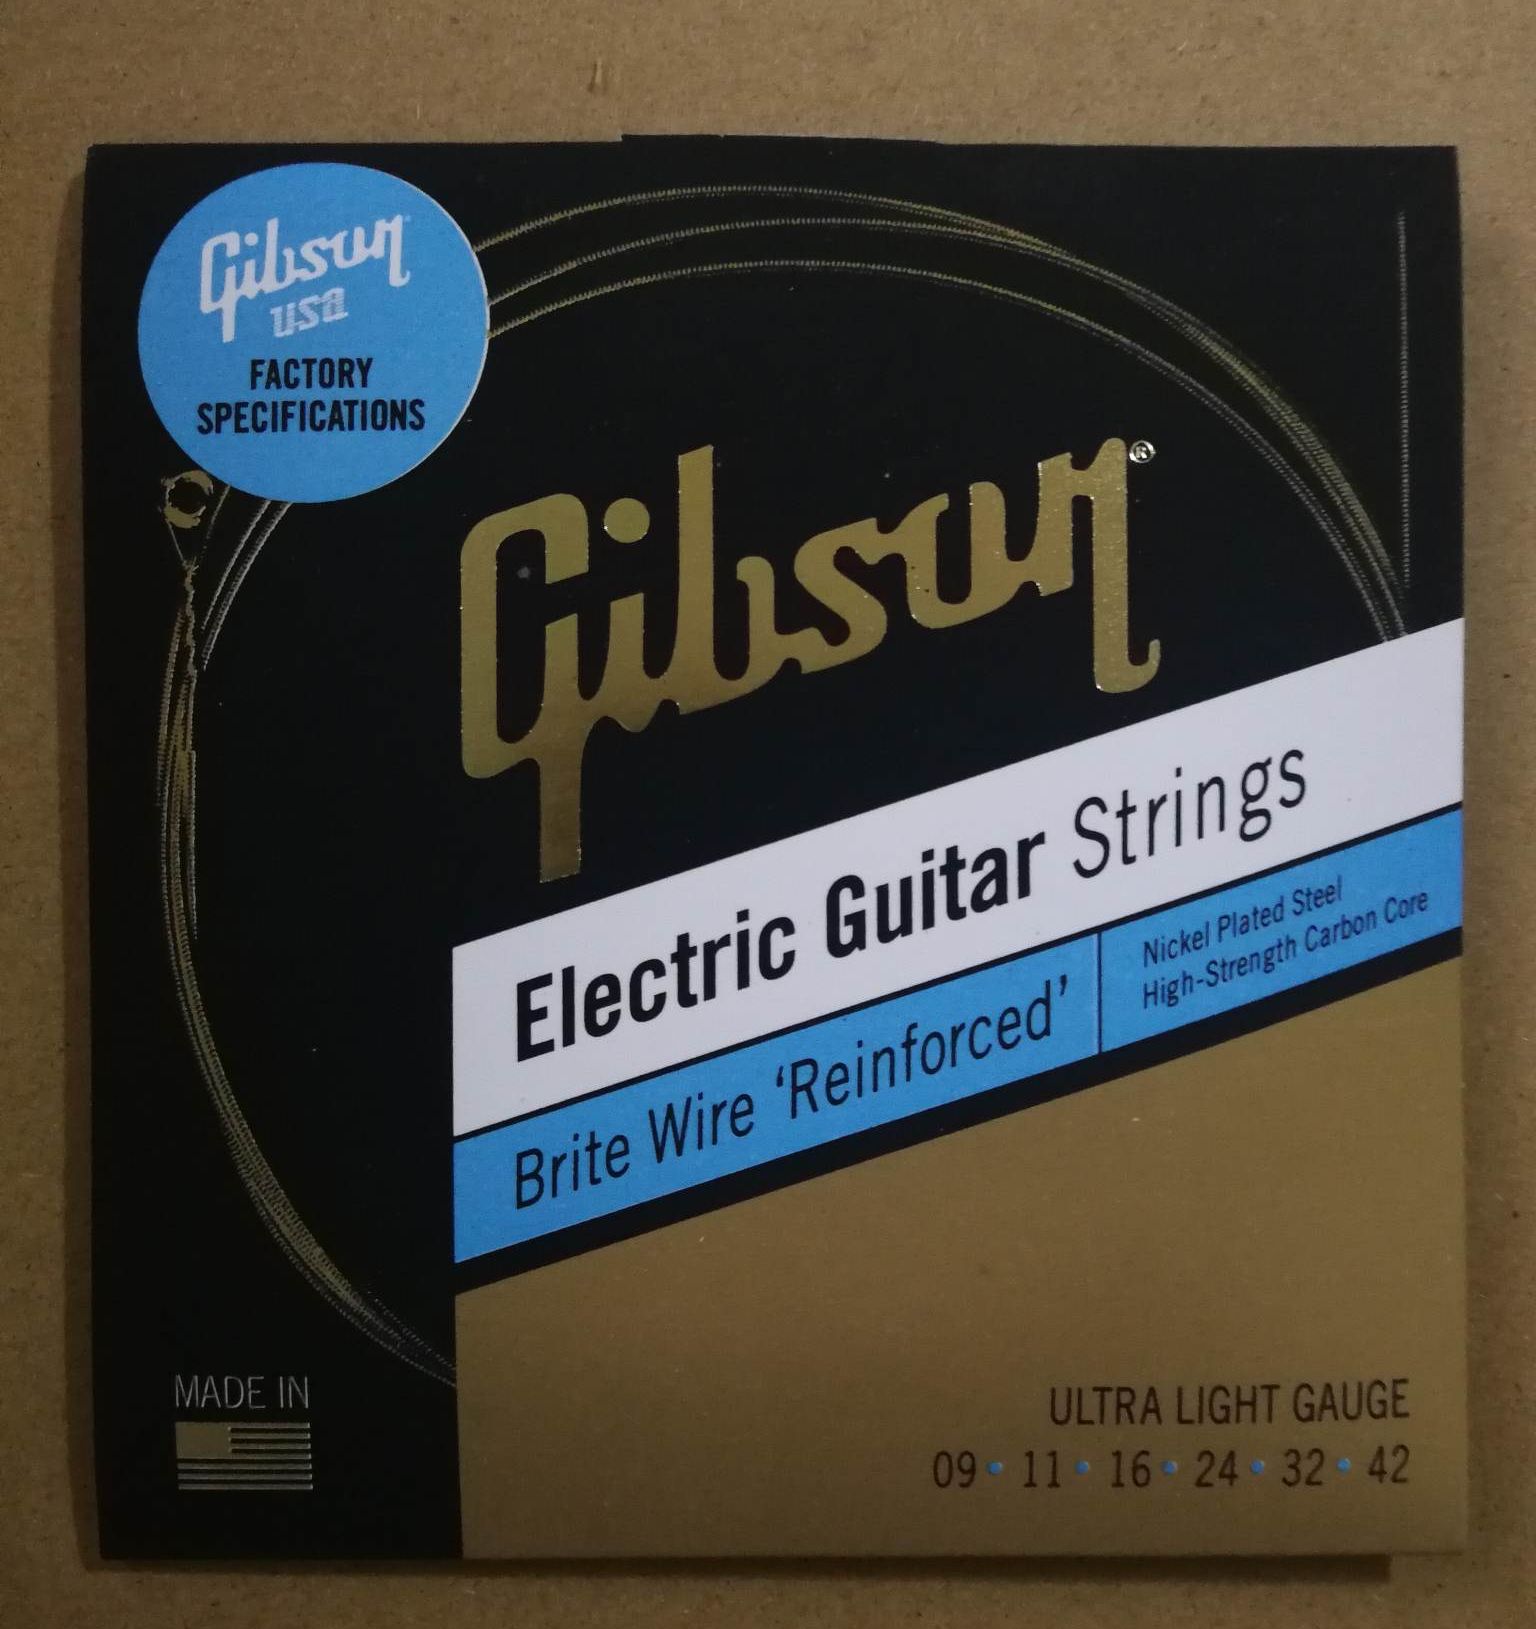 Gibson
usa
FACTORY
SPECIFICATIONS
Gibson®
Electric Guitar Strings
Brite Wire ‘Reinforced’
Nickel Plated Steel
High-Strength Carbon Core
MADE IN
ULTRA LIGHT GAUGE
09 • 11 • 16 • 24 • 32 • 42